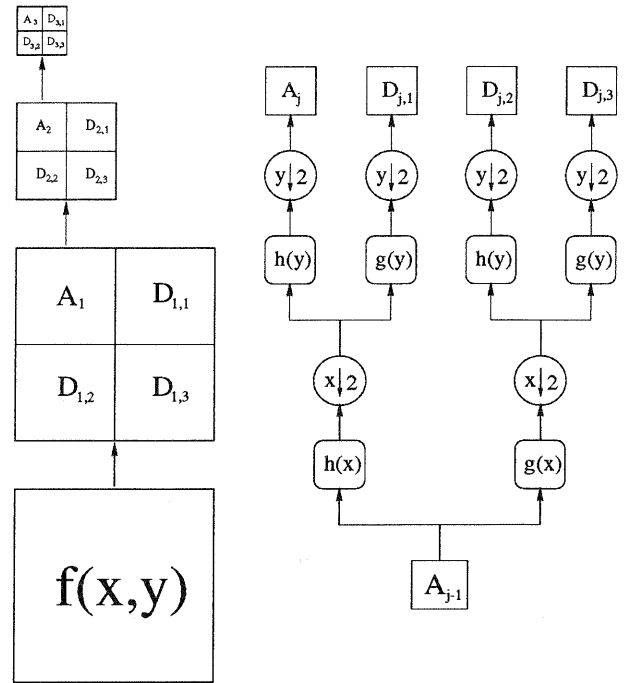 A3 D3,1
D3,2 D3,3
A2 D2,1
D2,2 D2,3
A1 D1,1
D1,2 D1,3
f(x,y)
Aj Dj,1 Dj,2 Dj,3
y↓2 y↓2 y↓2 y↓2
h(y) g(y) h(y) g(y)
x↓2 x↓2
h(x) g(x)
Aj-1